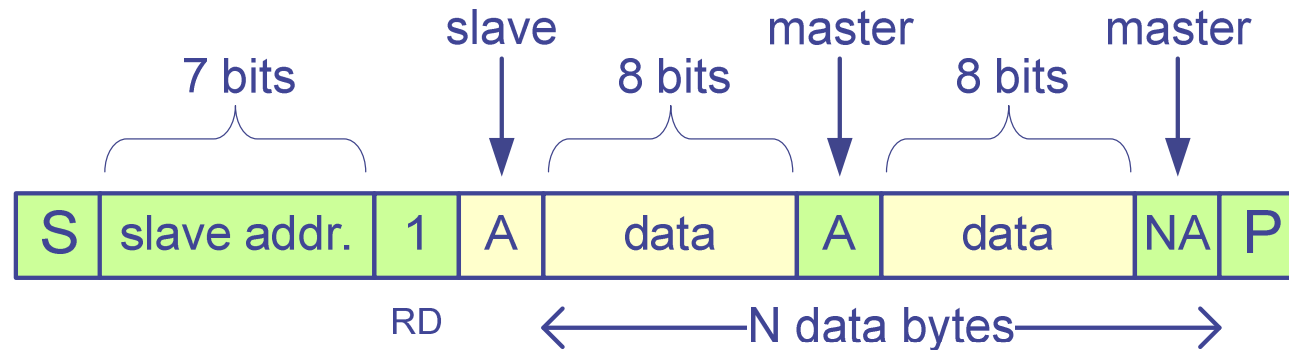 slave master master
7 bits 8 bits 8 bits
S slave addr. 1 A data A data NA P
RD N data bytes